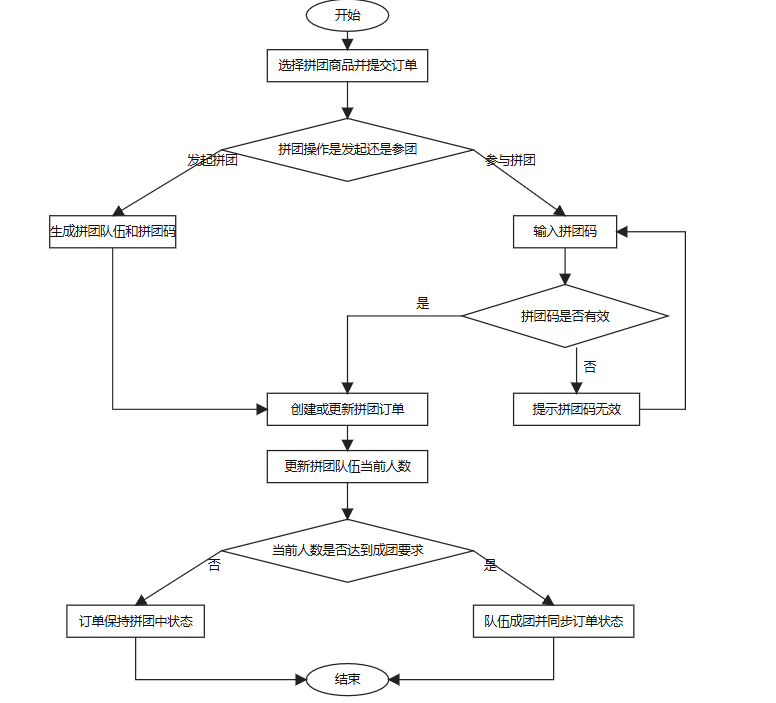 开始
选择拼团商品并提交订单
拼团操作是发起还是参团
发起拼团
参与拼团
生成拼团队伍和拼团码
输入拼团码
是
拼团码是否有效
否
创建或更新拼团订单
提示拼团码无效
更新拼团队伍当前人数
当前人数是否达到成团要求
否
是
订单保持拼团中状态
队伍成团并同步订单状态
结束